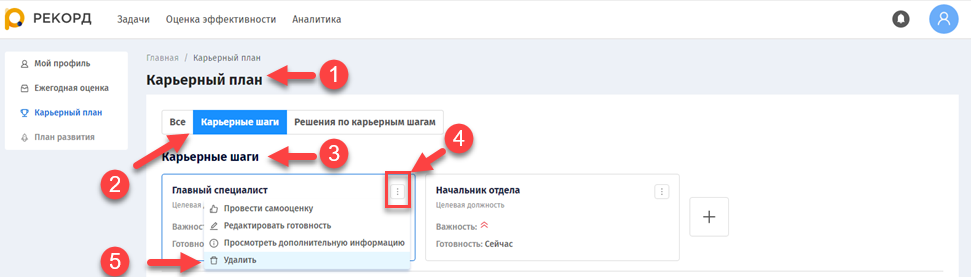 РЕКОРД
Задачи Оценка эффективности Аналитика
Мой профиль
Ежегодная оценка
Карьерный план
План развития
Главная / Карьерный план
Карьерный план
1
Все Карьерные шаги Решения по карьерным шагам
2
Карьерные шаги
3
4
Главный специалист
Целевая
Важность
Готовность
Провести самооценку
Редактировать готовность
Просмотреть дополнительную информацию
Удалить
5
Начальник отдела
Целевая должность
Важность:
Готовность: Сейчас